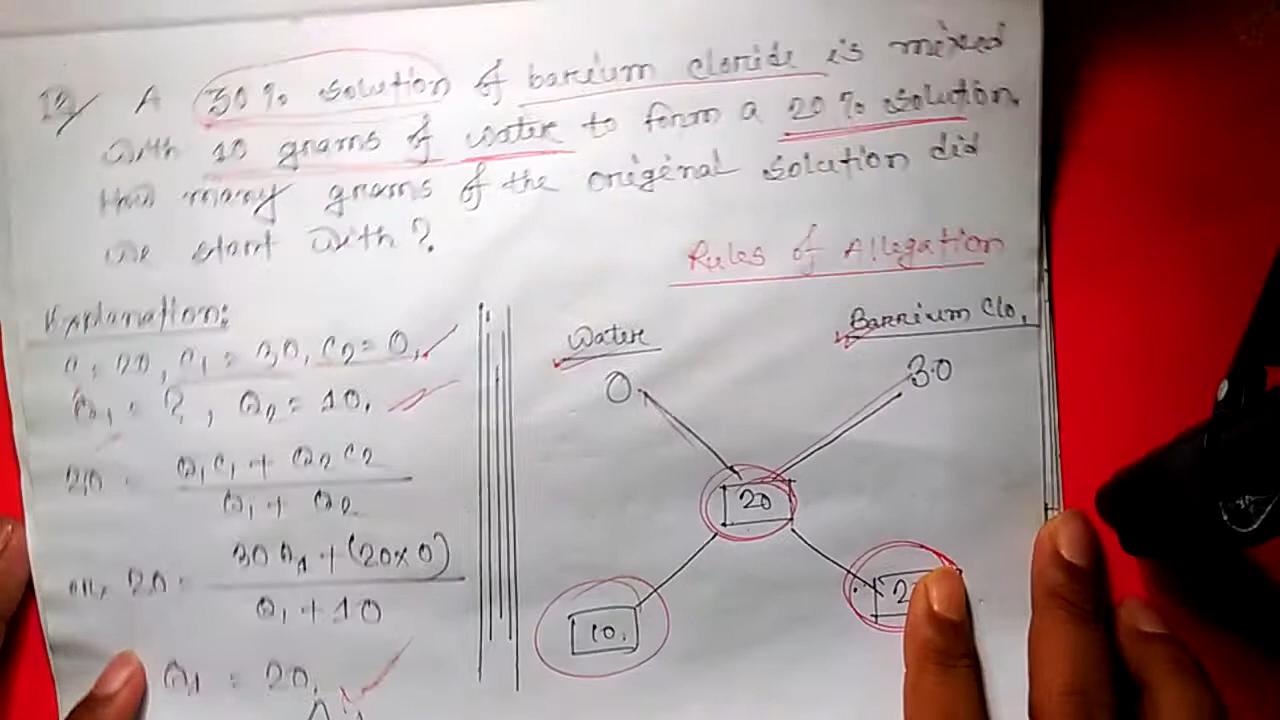 12/ A 30% solution of barium cloride is mixed
with 10 grams of water to form a 20% solution.
How many grams of the original solution did
we start with?
Rules of Allegation
Explanation:
C = 20, C1 = 30, C2 = 0,
Q1 = ?, Q2 = 10.
20 = Q1C1 + Q2C2
Q1 + Q2
or, 20 = 30Q1 + (20×0)
Q1 + 10
Q1 = 20,
Water
Barrium Clo,
0
30
20
10,